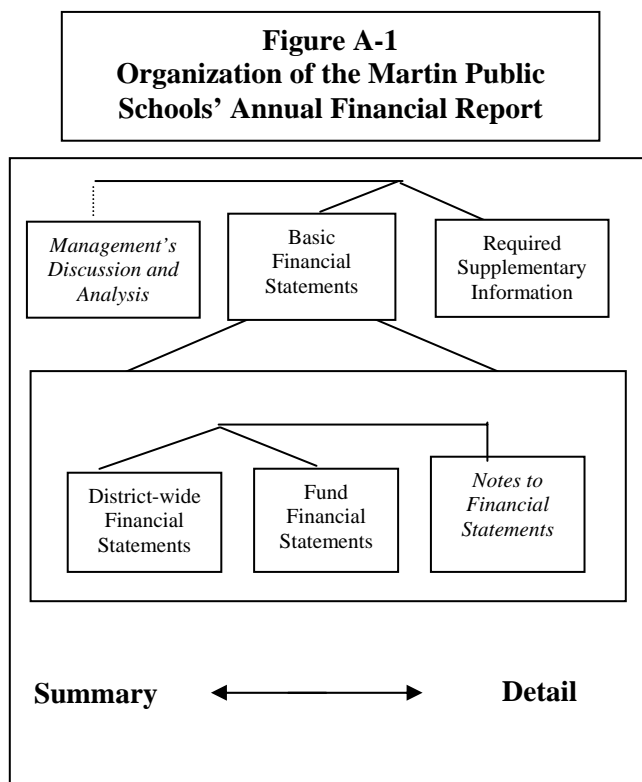 Figure A-1
Organization of the Martin Public
Schools’ Annual Financial Report
Management’s
Discussion and
Analysis
Basic
Financial
Statements
Required
Supplementary
Information
District-wide
Financial
Statements
Fund
Financial
Statements
Notes to
Financial
Statements
Summary
Detail